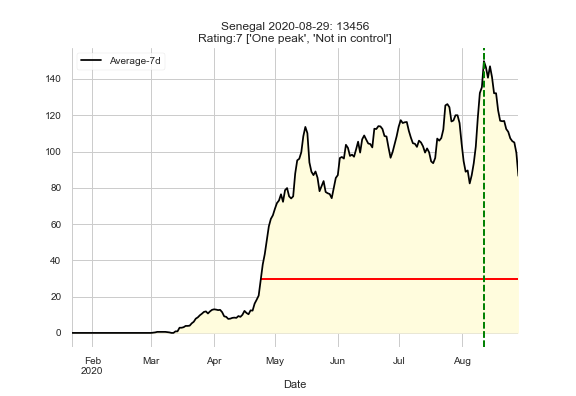 Senegal 2020-08-29: 13456
Rating:7 ['One peak', 'Not in control']
Average-7d
140
120
100
80
60
40
20
0
Feb Mar Apr May Jun Jul Aug
2020
Date